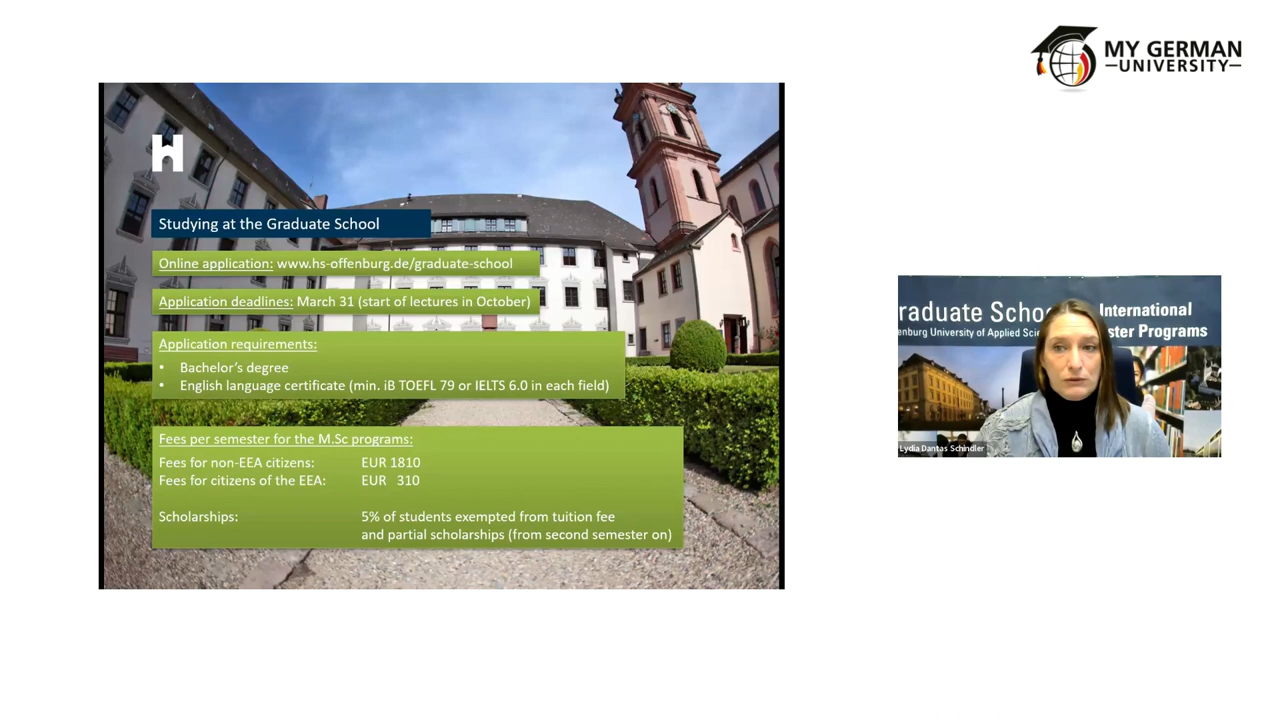 MY GERMAN
UNIVERSITY
H
Studying at the Graduate School
Online application: www.hs-offenburg.de/graduate-school
Application deadlines: March 31 (start of lectures in October)
Application requirements:
• Bachelor's degree
• English language certificate (min. iB TOEFL 79 or IELTS 6.0 in each field)
Fees per semester for the M.Sc programs:
Fees for non-EEA citizens: EUR 1810
Fees for citizens of the EEA: EUR 310
Scholarships: 5% of students exempted from tuition fee
and partial scholarships (from second semester on)
raduate Schoo International
enburg University of Applied Scie ster Programs
Lydia Dantas Schindler